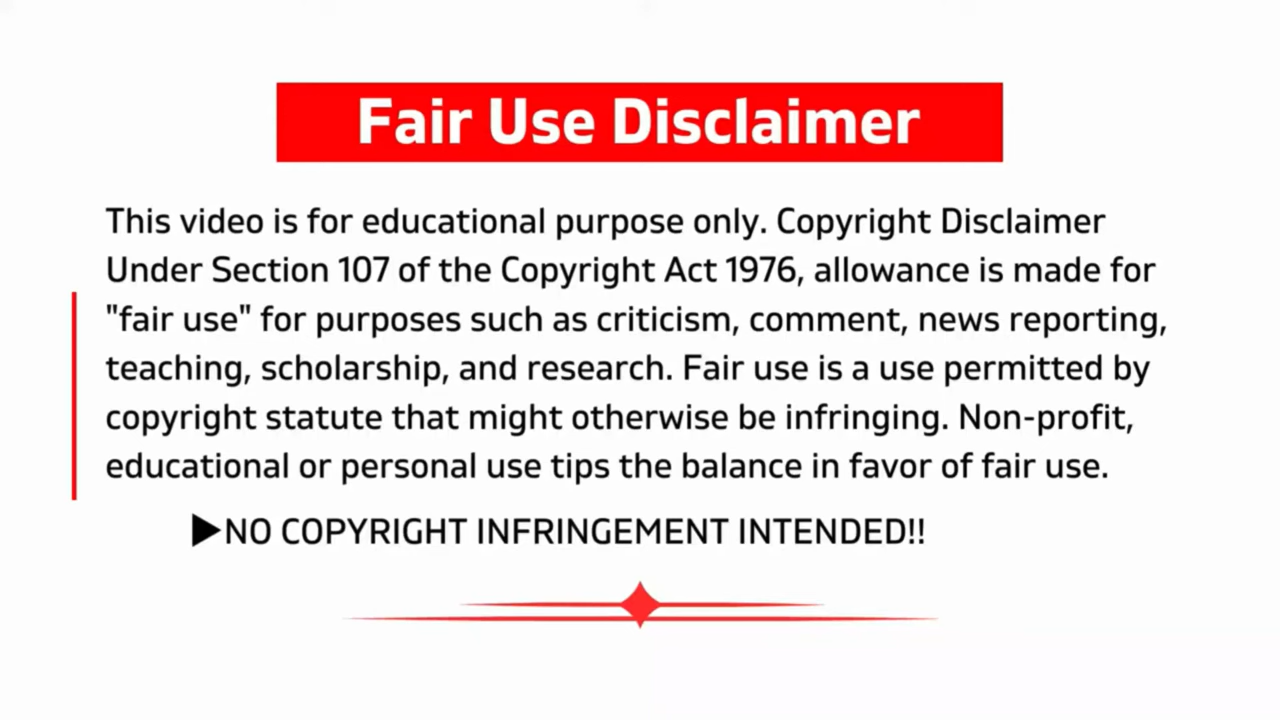 Fair Use Disclaimer
This video is for educational purpose only. Copyright Disclaimer
Under Section 107 of the Copyright Act 1976, allowance is made for
"fair use" for purposes such as criticism, comment, news reporting,
teaching, scholarship, and research. Fair use is a use permitted by
copyright statute that might otherwise be infringing. Non-profit,
educational or personal use tips the balance in favor of fair use.
▶NO COPYRIGHT INFRINGEMENT INTENDED!!